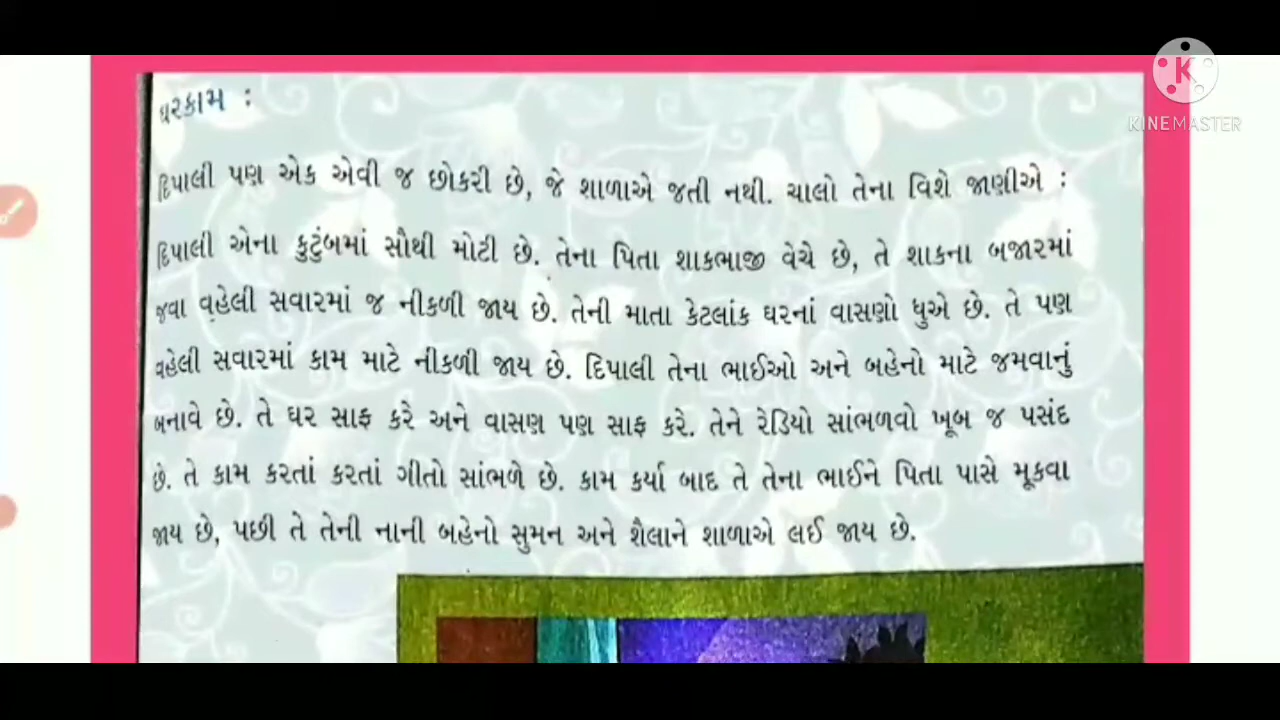 ઘરકામ :
દિપાલી પણ એક એવી જ છોકરી છે, જે શાળાએ જતી નથી. ચાલો તેના વિશે જાણીએ :
દિપાલી એના કુટુંબમાં સૌથી મોટી છે. તેના પિતા શાકભાજી વેચે છે, તે શાકના બજારમાં
જવા વહેલી સવારમાં જ નીકળી જાય છે. તેની માતા કેટલાંક ઘરનાં વાસણો ધુએ છે. તે પણ
વહેલી સવારમાં કામ માટે નીકળી જાય છે. દિપાલી તેના ભાઈઓ અને બહેનો માટે જમવાનું
બનાવે છે. તે ઘર સાફ કરે અને વાસણ પણ સાફ કરે. તેને રેડિયો સાંભળવો ખૂબ જ પસંદ
છે. તે કામ કરતાં કરતાં ગીતો સાંભળે છે. કામ કર્યા બાદ તે તેના ભાઈને પિતા પાસે મૂકવા
જાય છે, પછી તે તેની નાની બહેનો સુમન અને શૈલાને શાળાએ લઈ જાય છે.
K
KINEMASTER